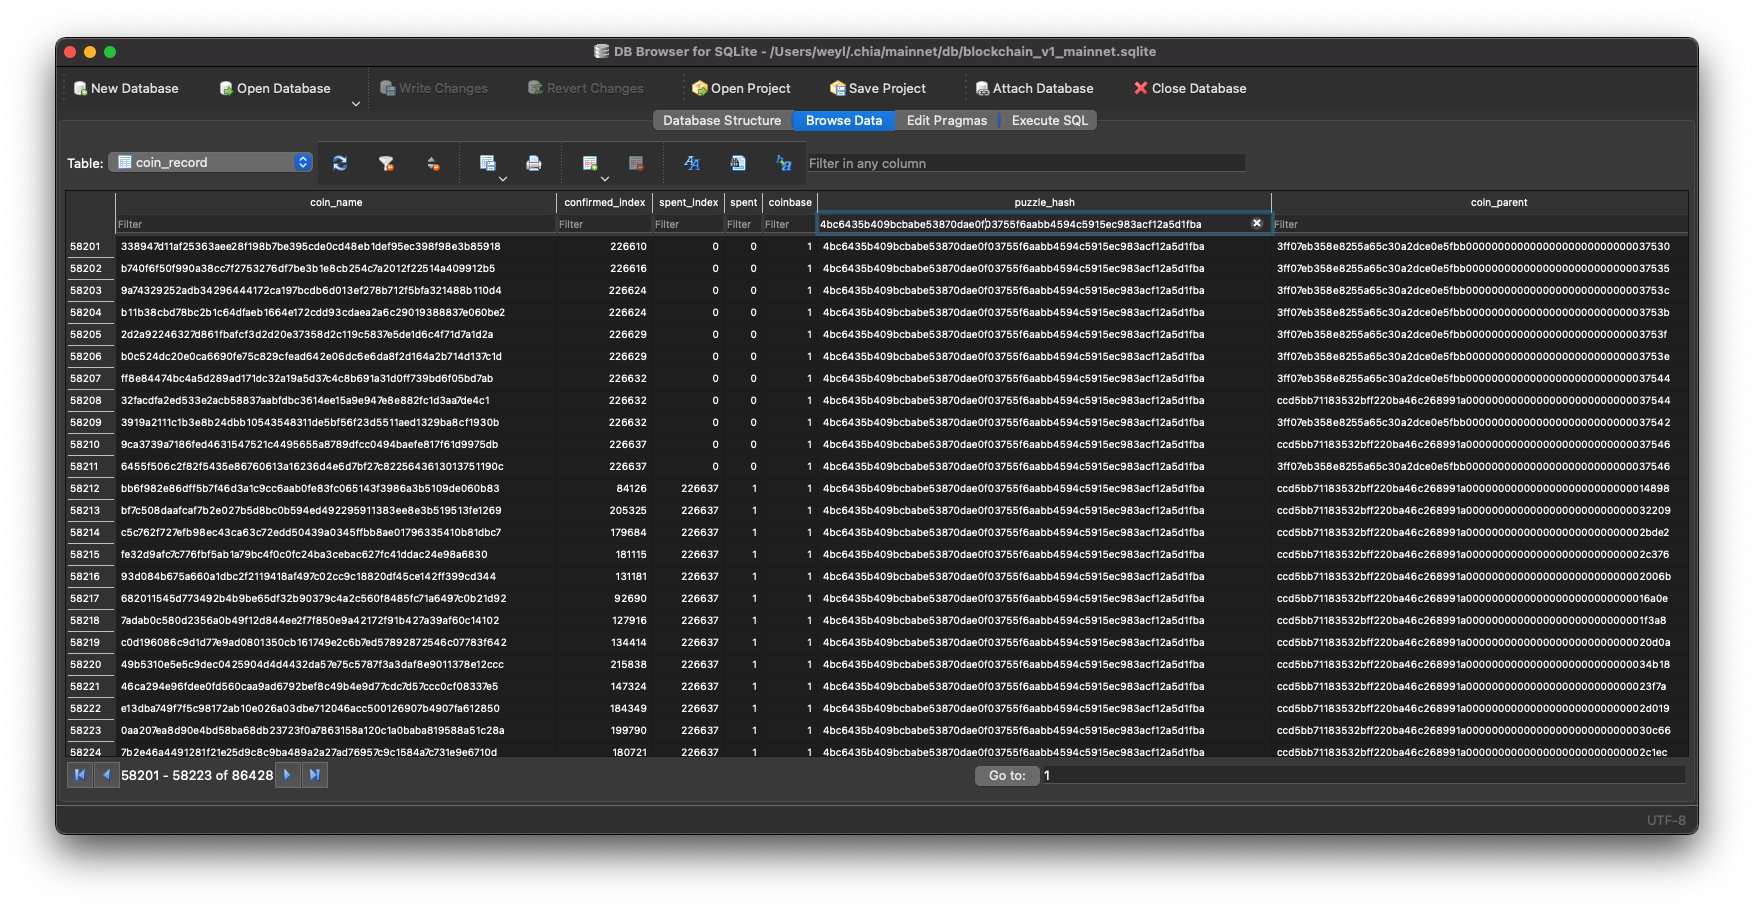 DB Browser for SQLite - /Users/weyl/.chia/mainnet/db/blockchain_v1_mainnet.sqlite
New Database Open Database Write Changes Revert Changes Open Project Save Project Attach Database Close Database
Database Structure Browse Data Edit Pragmas Execute SQL
Table: coin_record Filter in any column
coin_name confirmed_index spent_index spent coinbase puzzle_hash coin_parent
Filter Filter Filter Filter Filter 4bc6435b409bcbabe53870dae0f03755f6aabb4594c5915ec983acf12a5d1fba Filter
58201 338947d11af25363aee28f198b7be395cde0cd48eb1def95ec398f98e3b85918 226610 0 0 1 4bc6435b409bcbabe53870dae0f03755f6aabb4594c5915ec983acf12a5d1fba 3ff07eb358e8255a65c30a2dce0e5fbb00000000000000000000000000037530
58202 b740f6f50f990a38cc7f2753276df7be3b1e8cb254c7a2012f22514a409912b5 226616 0 0 1 4bc6435b409bcbabe53870dae0f03755f6aabb4594c5915ec983acf12a5d1fba 3ff07eb358e8255a65c30a2dce0e5fbb00000000000000000000000000037535
58203 9a74329252adb34296444172ca197bcdb6d013ef278b712f5bfa321488b110d4 226624 0 0 1 4bc6435b409bcbabe53870dae0f03755f6aabb4594c5915ec983acf12a5d1fba 3ff07eb358e8255a65c30a2dce0e5fbb0000000000000000000000000003753c
58204 b11b38cbd78bc2b1c64dfaeb1664e172cdd93cdaea2a6c29019388837e060be2 226624 0 0 1 4bc6435b409bcbabe53870dae0f03755f6aabb4594c5915ec983acf12a5d1fba 3ff07eb358e8255a65c30a2dce0e5fbb0000000000000000000000000003753b
58205 2d2a92246327d861fbafcf3d2d20e37358d2c119c5837e5de1d6c4f71d7a1d2a 226629 0 0 1 4bc6435b409bcbabe53870dae0f03755f6aabb4594c5915ec983acf12a5d1fba 3ff07eb358e8255a65c30a2dce0e5fbb0000000000000000000000000003753f
58206 b0c524dc20e0ca6690fe75c829cfead642e06dc6e6da8f2d164a2b714d137c1d 226629 0 0 1 4bc6435b409bcbabe53870dae0f03755f6aabb4594c5915ec983acf12a5d1fba 3ff07eb358e8255a65c30a2dce0e5fbb0000000000000000000000000003753e
58207 ff8e84474bc4a5d289ad171dc32a19a5d37c4c8b691a31d0ff739bd6f05bd7ab 226632 0 0 1 4bc6435b409bcbabe53870dae0f03755f6aabb4594c5915ec983acf12a5d1fba 3ff07eb358e8255a65c30a2dce0e5fbb00000000000000000000000000037544
58208 32facdfa2ed533e2acb58837aabfdbc3614ee15a9e947e8e882fc1d3aa7de4c1 226632 0 0 1 4bc6435b409bcbabe53870dae0f03755f6aabb4594c5915ec983acf12a5d1fba ccd5bb71183532bff220ba46c268991a00000000000000000000000000037544
58209 3919a2111c1b3e8b24dbb10543548311de5bf56f23d5511aed1329ba8cf1930b 226632 0 0 1 4bc6435b409bcbabe53870dae0f03755f6aabb4594c5915ec983acf12a5d1fba 3ff07eb358e8255a65c30a2dce0e5fbb00000000000000000000000000037542
58210 9ca3739a7186fed4631547521c4495655a8789dfcc0494baefe817f61d9975db 226637 0 0 1 4bc6435b409bcbabe53870dae0f03755f6aabb4594c5915ec983acf12a5d1fba ccd5bb71183532bff220ba46c268991a00000000000000000000000000037546
58211 6455f506c2f82f5435e86760613a16236d4e6d7bf27c8225643613013751190c 226637 0 0 1 4bc6435b409bcbabe53870dae0f03755f6aabb4594c5915ec983acf12a5d1fba 3ff07eb358e8255a65c30a2dce0e5fbb00000000000000000000000000037546
58212 bb6f982e86dff5b7f46d3a1c9cc6aab0fe83fc065143f3986a3b5109de060b83 84126 226637 1 1 4bc6435b409bcbabe53870dae0f03755f6aabb4594c5915ec983acf12a5d1fba ccd5bb71183532bff220ba46c268991a00000000000000000000000000014898
58213 bf7c508daafcaf7b2e027b5d8bc0b594ed492295911383ee8e3b519513fe1269 205325 226637 1 1 4bc6435b409bcbabe53870dae0f03755f6aabb4594c5915ec983acf12a5d1fba ccd5bb71183532bff220ba46c268991a00000000000000000000000000032209
58214 c5c762f727efb98ec43ca63c72edd50439a0345ffbb8ae01796335410b81dbc7 179684 226637 1 1 4bc6435b409bcbabe53870dae0f03755f6aabb4594c5915ec983acf12a5d1fba ccd5bb71183532bff220ba46c268991a0000000000000000000000000002bde2
58215 fe32d9afc7c776fbf5ab1a79bc4f0c0fc24ba3cebac627fc41ddac24e98a6830 181115 226637 1 1 4bc6435b409bcbabe53870dae0f03755f6aabb4594c5915ec983acf12a5d1fba ccd5bb71183532bff220ba46c268991a0000000000000000000000000002c376
58216 93d084b675a660a1dbc2f2119418af497c02cc9c18820df45ce142ff399cd344 131181 226637 1 1 4bc6435b409bcbabe53870dae0f03755f6aabb4594c5915ec983acf12a5d1fba ccd5bb71183532bff220ba46c268991a0000000000000000000000000002006b
58217 682011545d773492b4b9be65df32b90379c4a2c560f8485fc71a6497c0b21d92 92690 226637 1 1 4bc6435b409bcbabe53870dae0f03755f6aabb4594c5915ec983acf12a5d1fba ccd5bb71183532bff220ba46c268991a00000000000000000000000000016a0e
58218 7adab0c580d2356a0b49f12d844ee2f7f850e9a42172f91b427a39af60c14102 127916 226637 1 1 4bc6435b409bcbabe53870dae0f03755f6aabb4594c5915ec983acf12a5d1fba ccd5bb71183532bff220ba46c268991a0000000000000000000000000001f3a8
58219 c0d196086c9d1d77e9ad0801350cb161749e2c6b7ed57892872546c07783f642 134414 226637 1 1 4bc6435b409bcbabe53870dae0f03755f6aabb4594c5915ec983acf12a5d1fba ccd5bb71183532bff220ba46c268991a00000000000000000000000000020d0a
58220 49b5310e5e5c9dec0425904d4d4432da57e75c5787f3a3daf8e9011378e12ccc 215838 226637 1 1 4bc6435b409bcbabe53870dae0f03755f6aabb4594c5915ec983acf12a5d1fba ccd5bb71183532bff220ba46c268991a00000000000000000000000000034b18
58221 46ca294e96fdee0fd560caa9ad6792bef8c49b4e9d77cdc7d57ccc0cf08337e5 147324 226637 1 1 4bc6435b409bcbabe53870dae0f03755f6aabb4594c5915ec983acf12a5d1fba ccd5bb71183532bff220ba46c268991a00000000000000000000000000023f7a
58222 e13dba749f7f5c98172ab10e026a03dbe712046acc500126907b4907fa612850 184349 226637 1 1 4bc6435b409bcbabe53870dae0f03755f6aabb4594c5915ec983acf12a5d1fba ccd5bb71183532bff220ba46c268991a0000000000000000000000000002d019
58223 0aa207ea8d90e4bd58ba68db23723f0a7863158a120c1a0baba819588a51c28a 199790 226637 1 1 4bc6435b409bcbabe53870dae0f03755f6aabb4594c5915ec983acf12a5d1fba ccd5bb71183532bff220ba46c268991a00000000000000000000000000030c66
58224 7b2e46a4491281f21e25d9c8c9ba489a2a27ad76957c9c1584a7c731e9e6710d 180721 226637 1 1 4bc6435b409bcbabe53870dae0f03755f6aabb4594c5915ec983acf12a5d1fba ccd5bb71183532bff220ba46c268991a0000000000000000000000000002c1ec
58201 - 58223 of 86428 Go to: 1
UTF-8